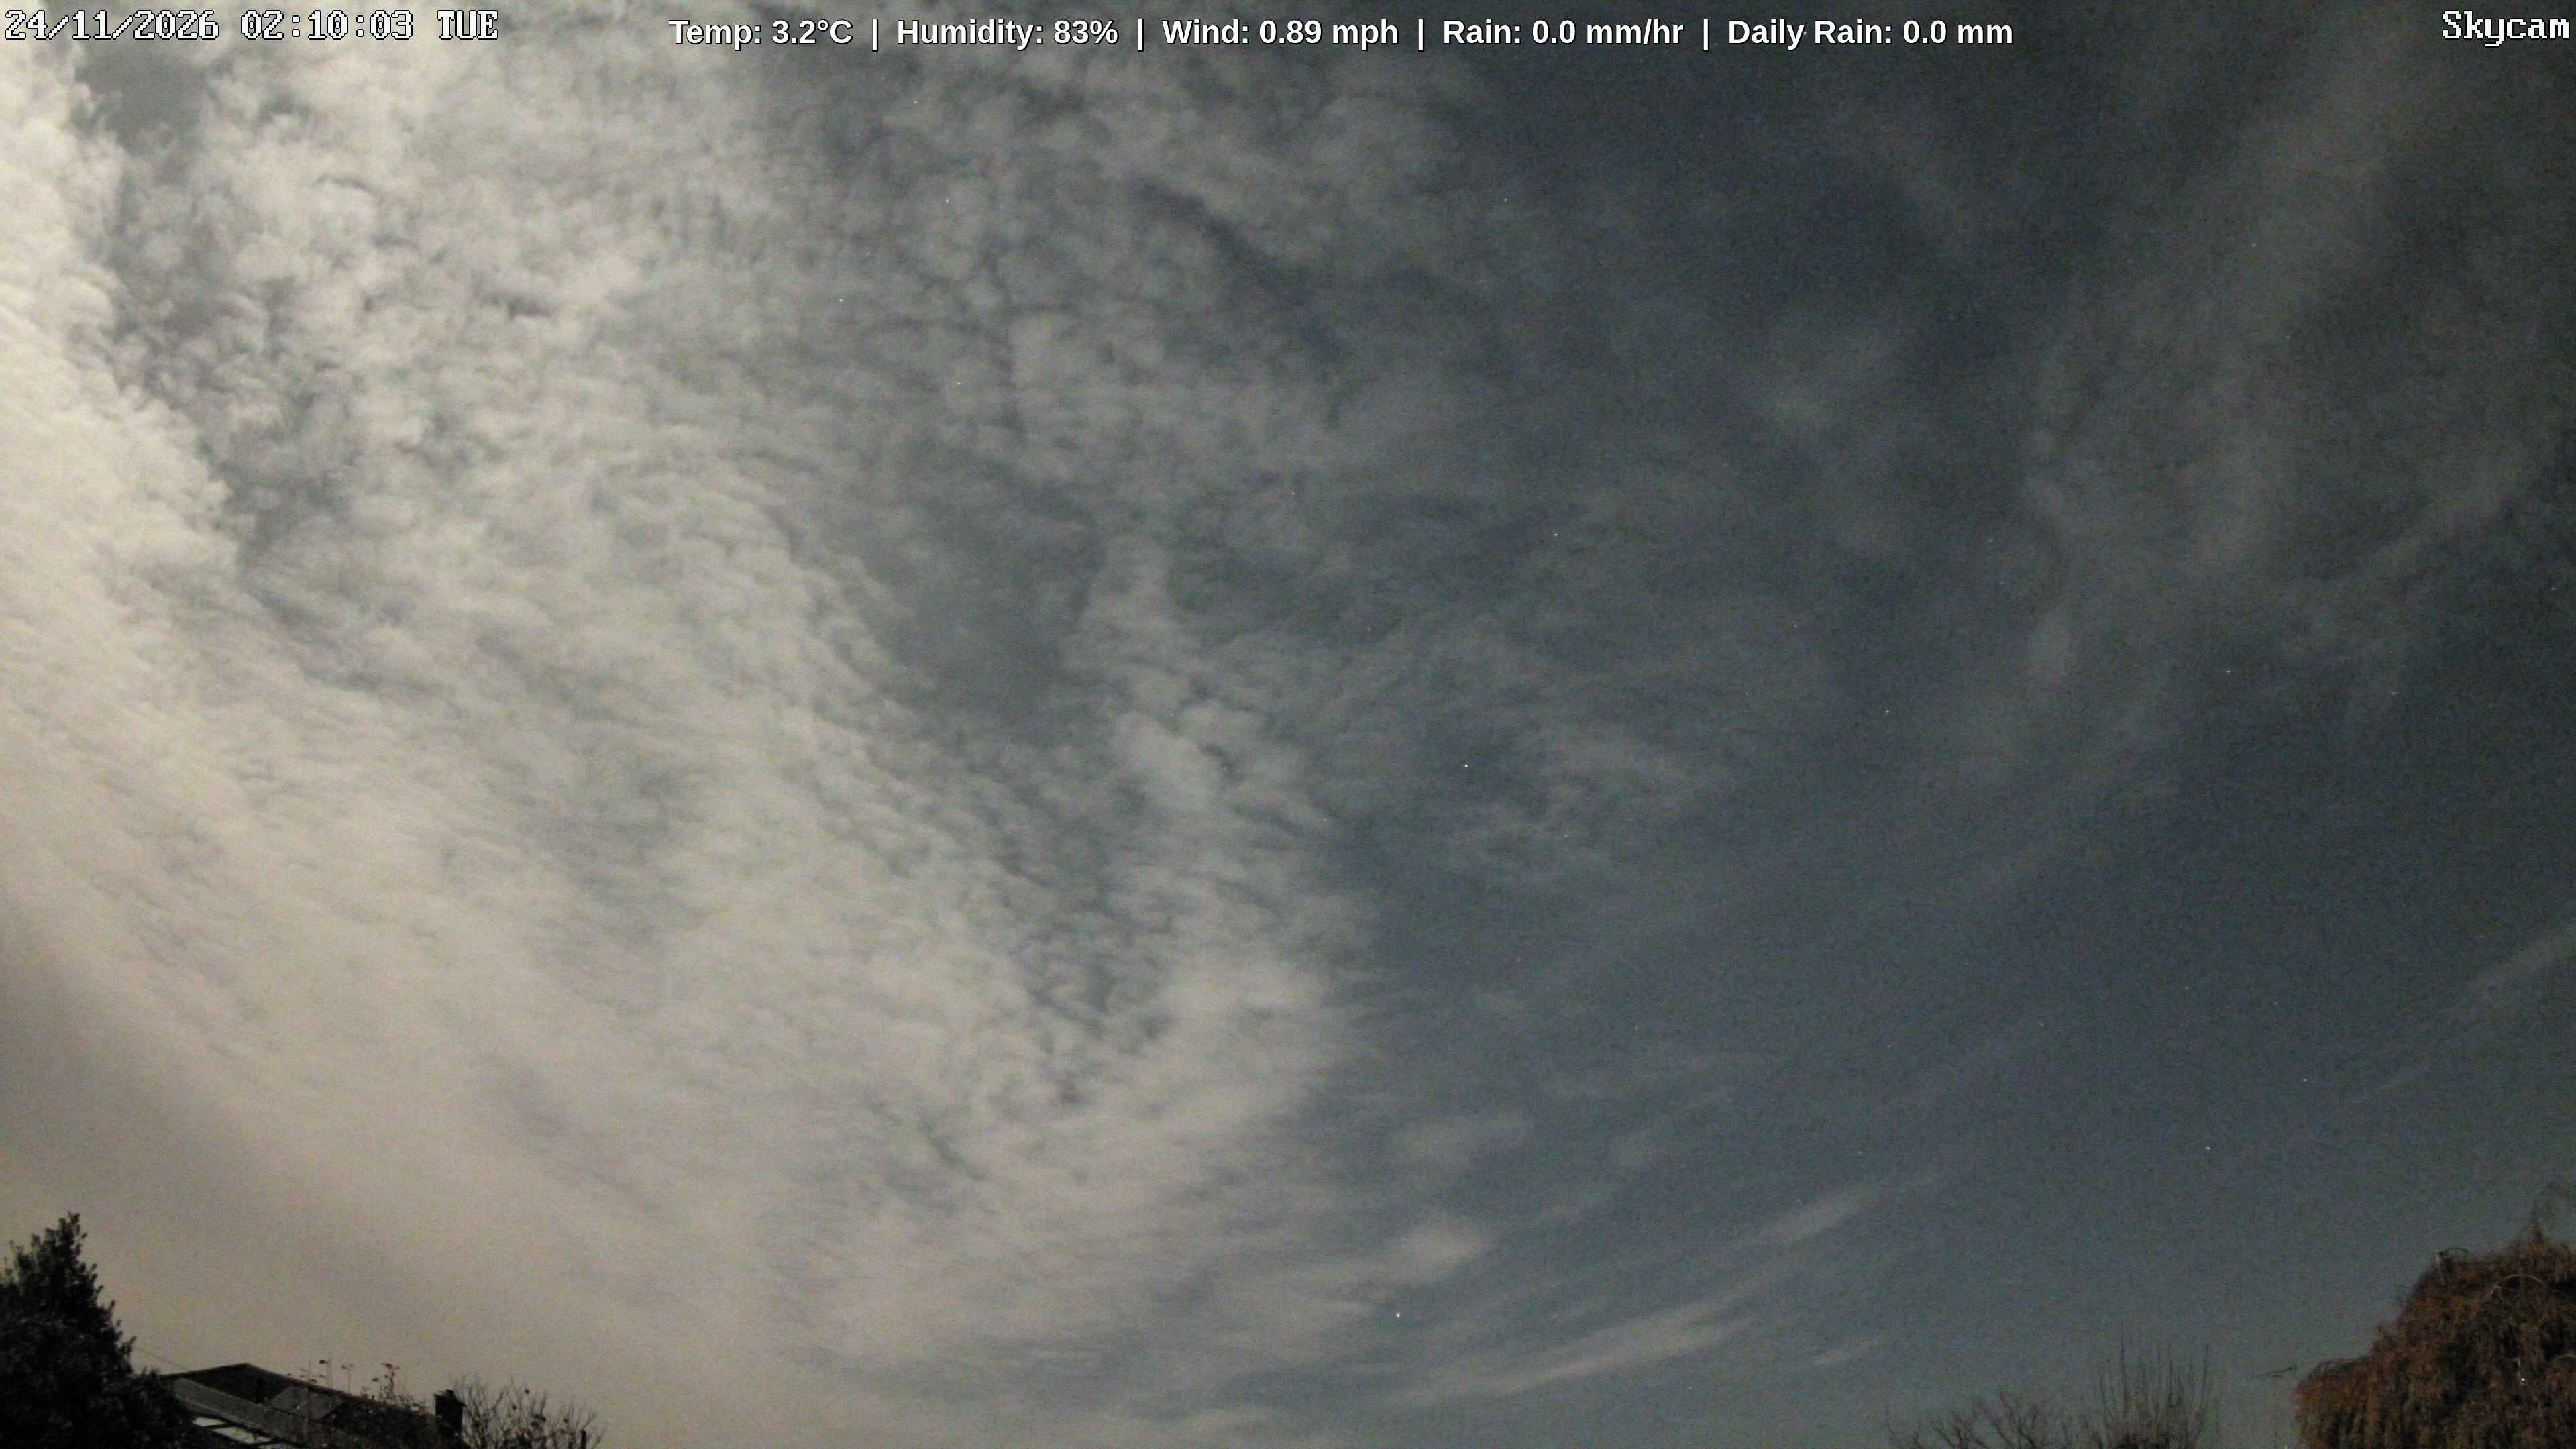 24/11/2026 02:10:03 TUE
Temp: 3.2°C | Humidity: 83% | Wind: 0.89 mph | Rain: 0.0 mm/hr | Daily Rain: 0.0 mm
Skycam